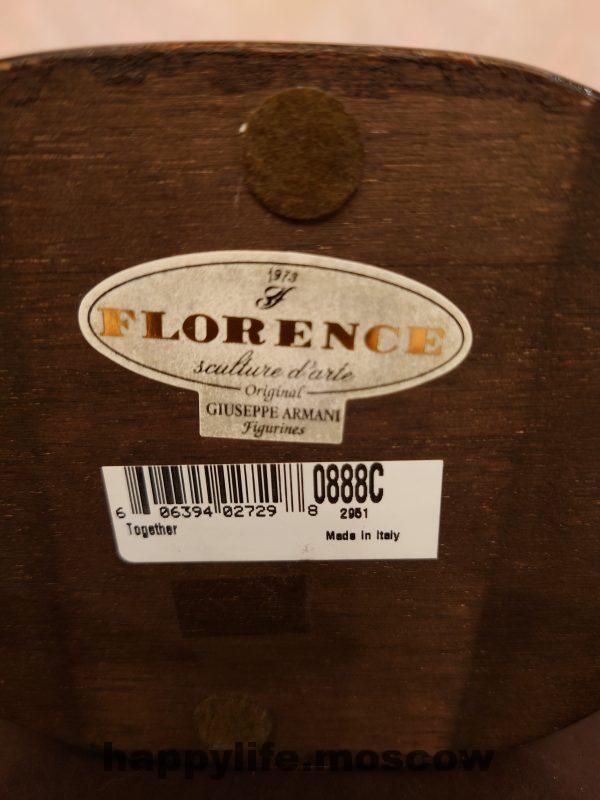 1973
FLORENCE
sculture d'arte
Original
GIUSEPPE ARMANI
Figurines
0888C
6 06394 02729 8 2951
Together
Made in Italy
happylife.moscow